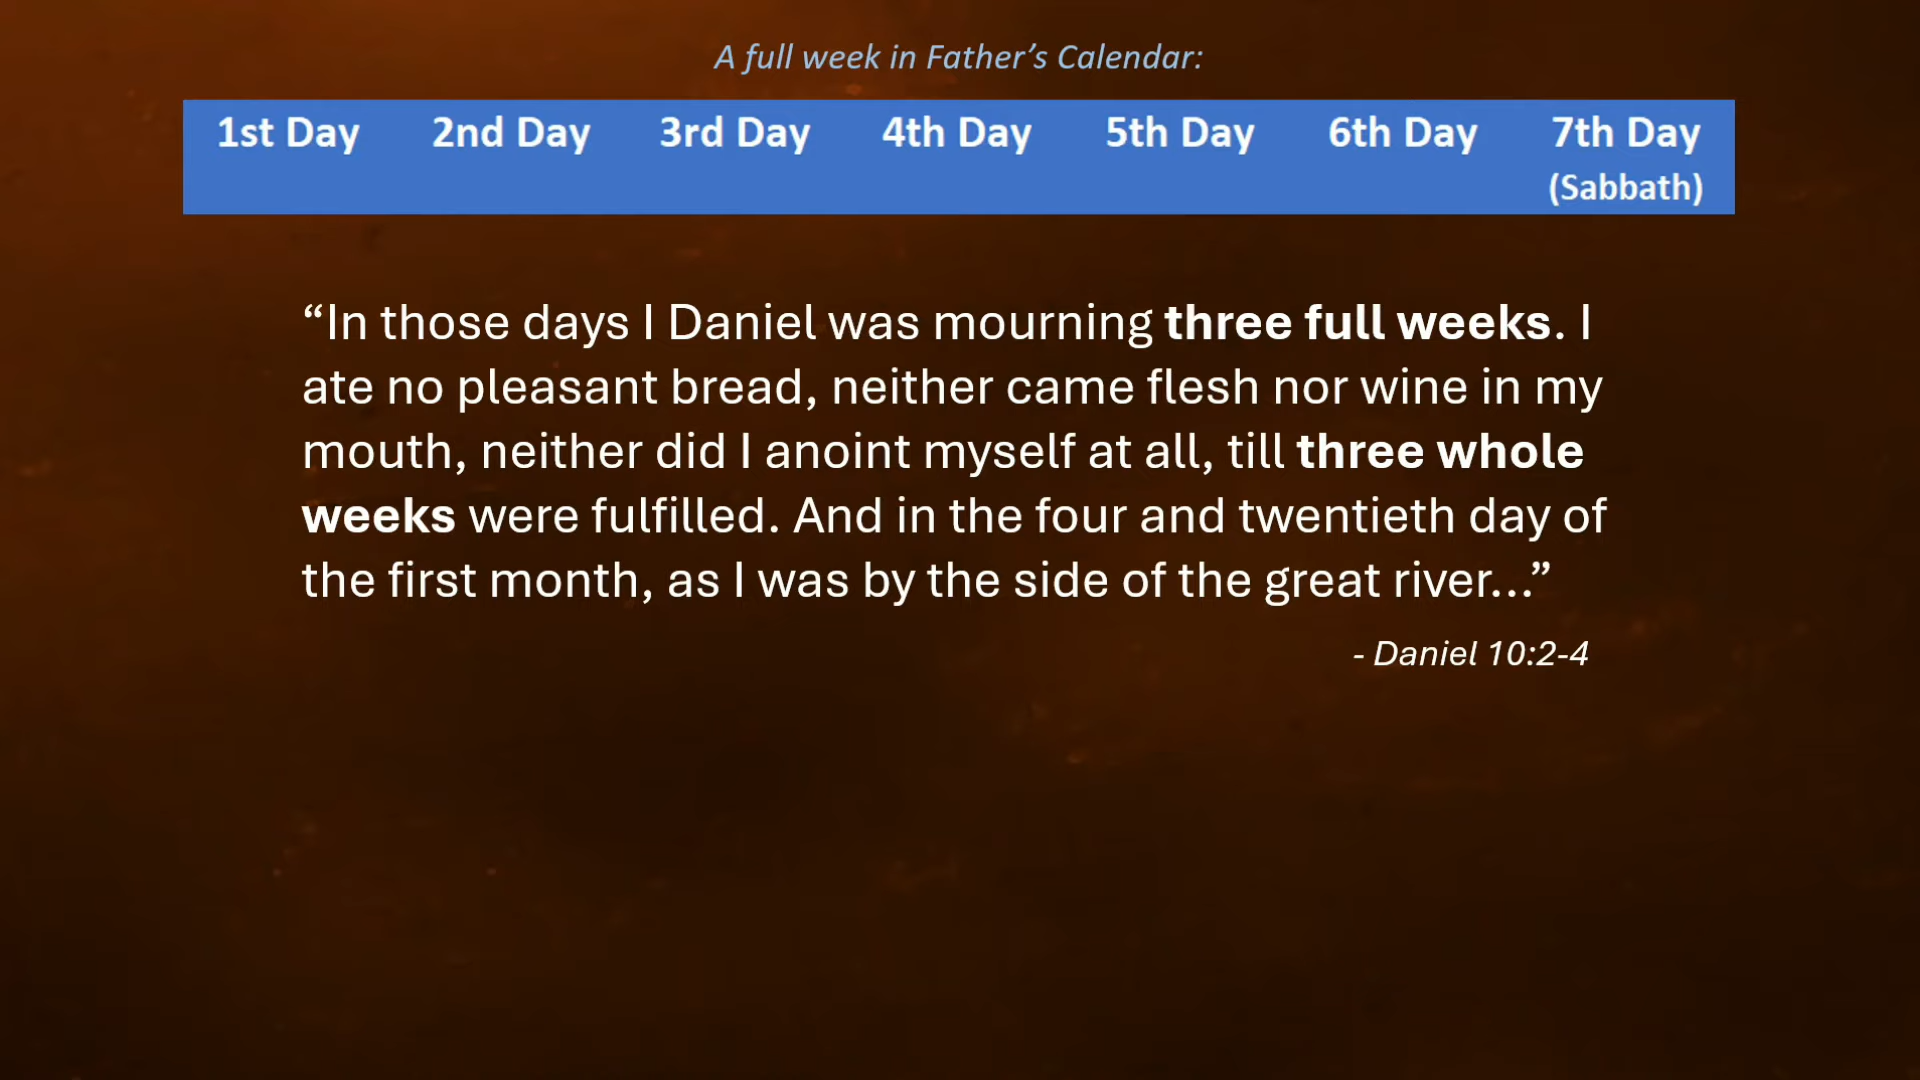 A full week in Father’s Calendar:
1st Day 2nd Day 3rd Day 4th Day 5th Day 6th Day 7th Day
(Sabbath)
“In those days I Daniel was mourning three full weeks. I
ate no pleasant bread, neither came flesh nor wine in my
mouth, neither did I anoint myself at all, till three whole
weeks were fulfilled. And in the four and twentieth day of
the first month, as I was by the side of the great river...”
- Daniel 10:2-4